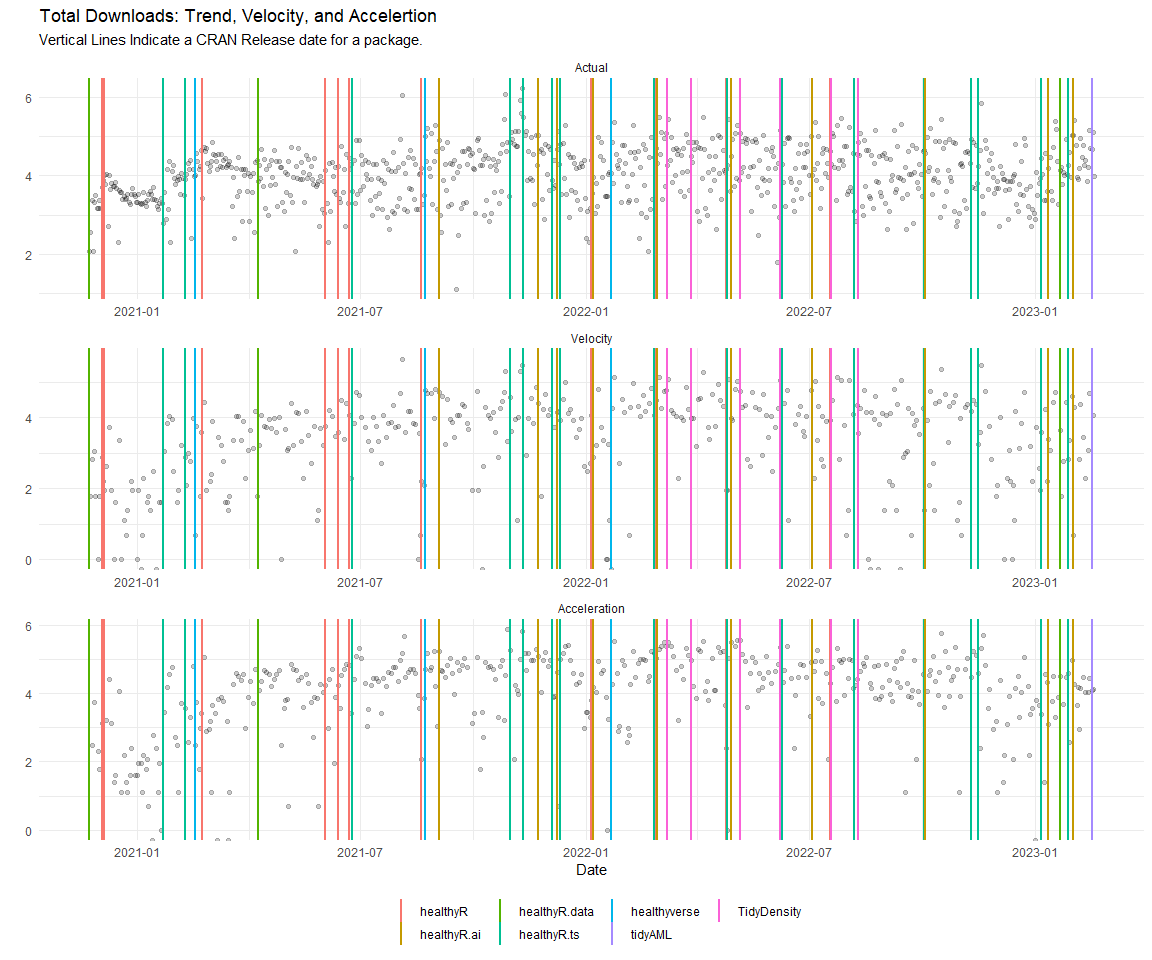 Total Downloads: Trend, Velocity, and Accelertion
Vertical Lines Indicate a CRAN Release date for a package.
Actual
6
4
2
2021-01 2021-07 2022-01 2022-07 2023-01
Velocity
4
2
0
2021-01 2021-07 2022-01 2022-07 2023-01
Acceleration
6
4
2
0
2021-01 2021-07 2022-01 2022-07 2023-01
Date
healthyR healthyR.data healthyverse TidyDensity
healthyR.ai healthyR.ts tidyAML